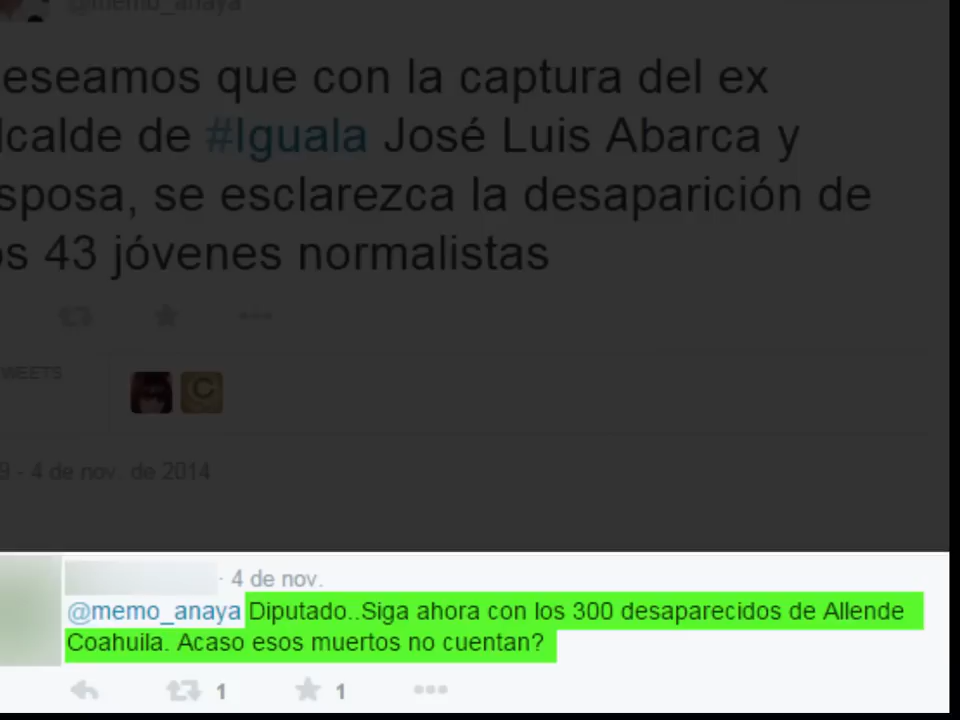 @memo_anaya
eseamos que con la captura del ex
lcalde de #Iguala José Luis Abarca y
sposa, se esclarezca la desaparición de
os 43 jóvenes normalistas
WEETS
C
9 - 4 de nov. de 2014
· 4 de nov.
@memo_anaya Diputado..Siga ahora con los 300 desaparecidos de Allende
Coahuila. Acaso esos muertos no cuentan?
1 1